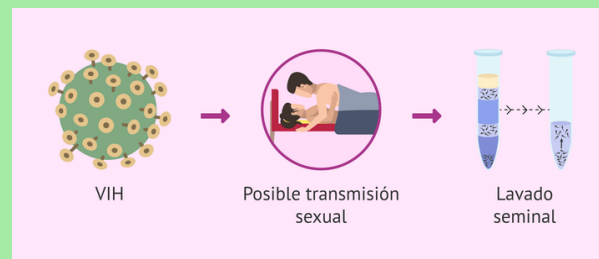 VIH
Posible transmisión
sexual
Lavado
seminal